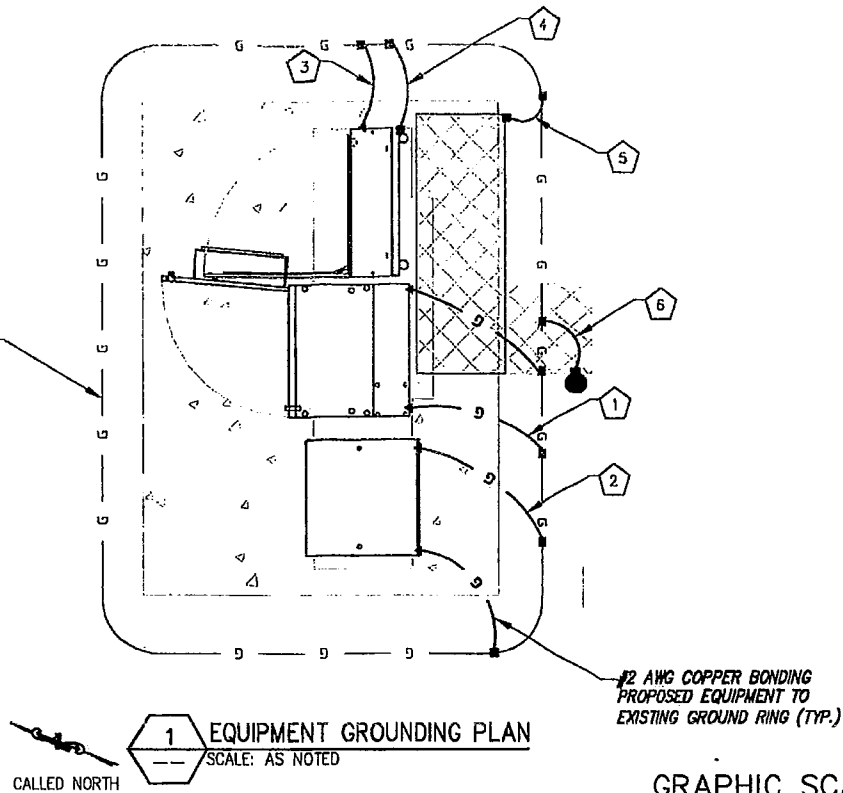 G G G
4
3
5
G
G
G
G
G
G
G
G
6
G
G
1
G
G
2
G
G
G
G G G
#2 AWG COPPER BONDING
PROPOSED EQUIPMENT TO
EXISTING GROUND RING (TYP.)
1 EQUIPMENT GROUNDING PLAN
-- SCALE: AS NOTED
CALLED NORTH
GRAPHIC SCA